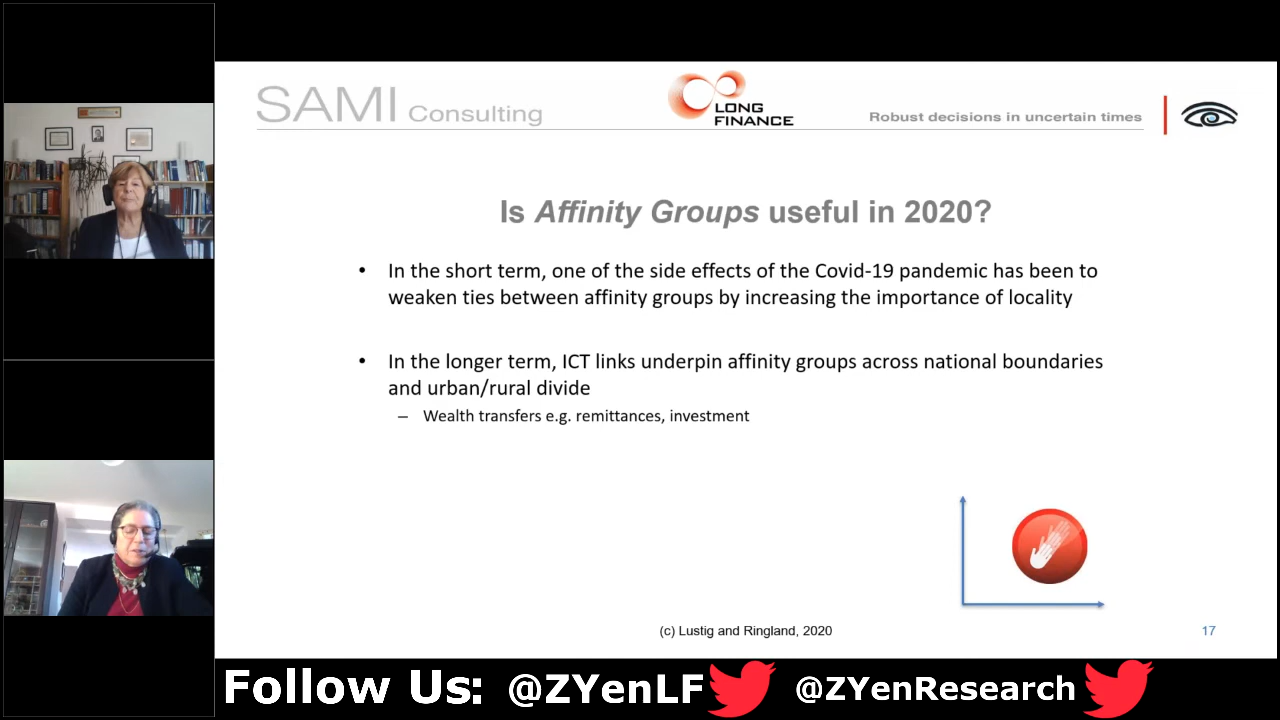 SAMI Consulting
LONG
FINANCE
Robust decisions in uncertain times
Is Affinity Groups useful in 2020?
• In the short term, one of the side effects of the Covid-19 pandemic has been to
weaken ties between affinity groups by increasing the importance of locality
• In the longer term, ICT links underpin affinity groups across national boundaries
and urban/rural divide
– Wealth transfers e.g. remittances, investment
(c) Lustig and Ringland, 2020
17
Follow Us: @ZYenLF @ZYenResearch